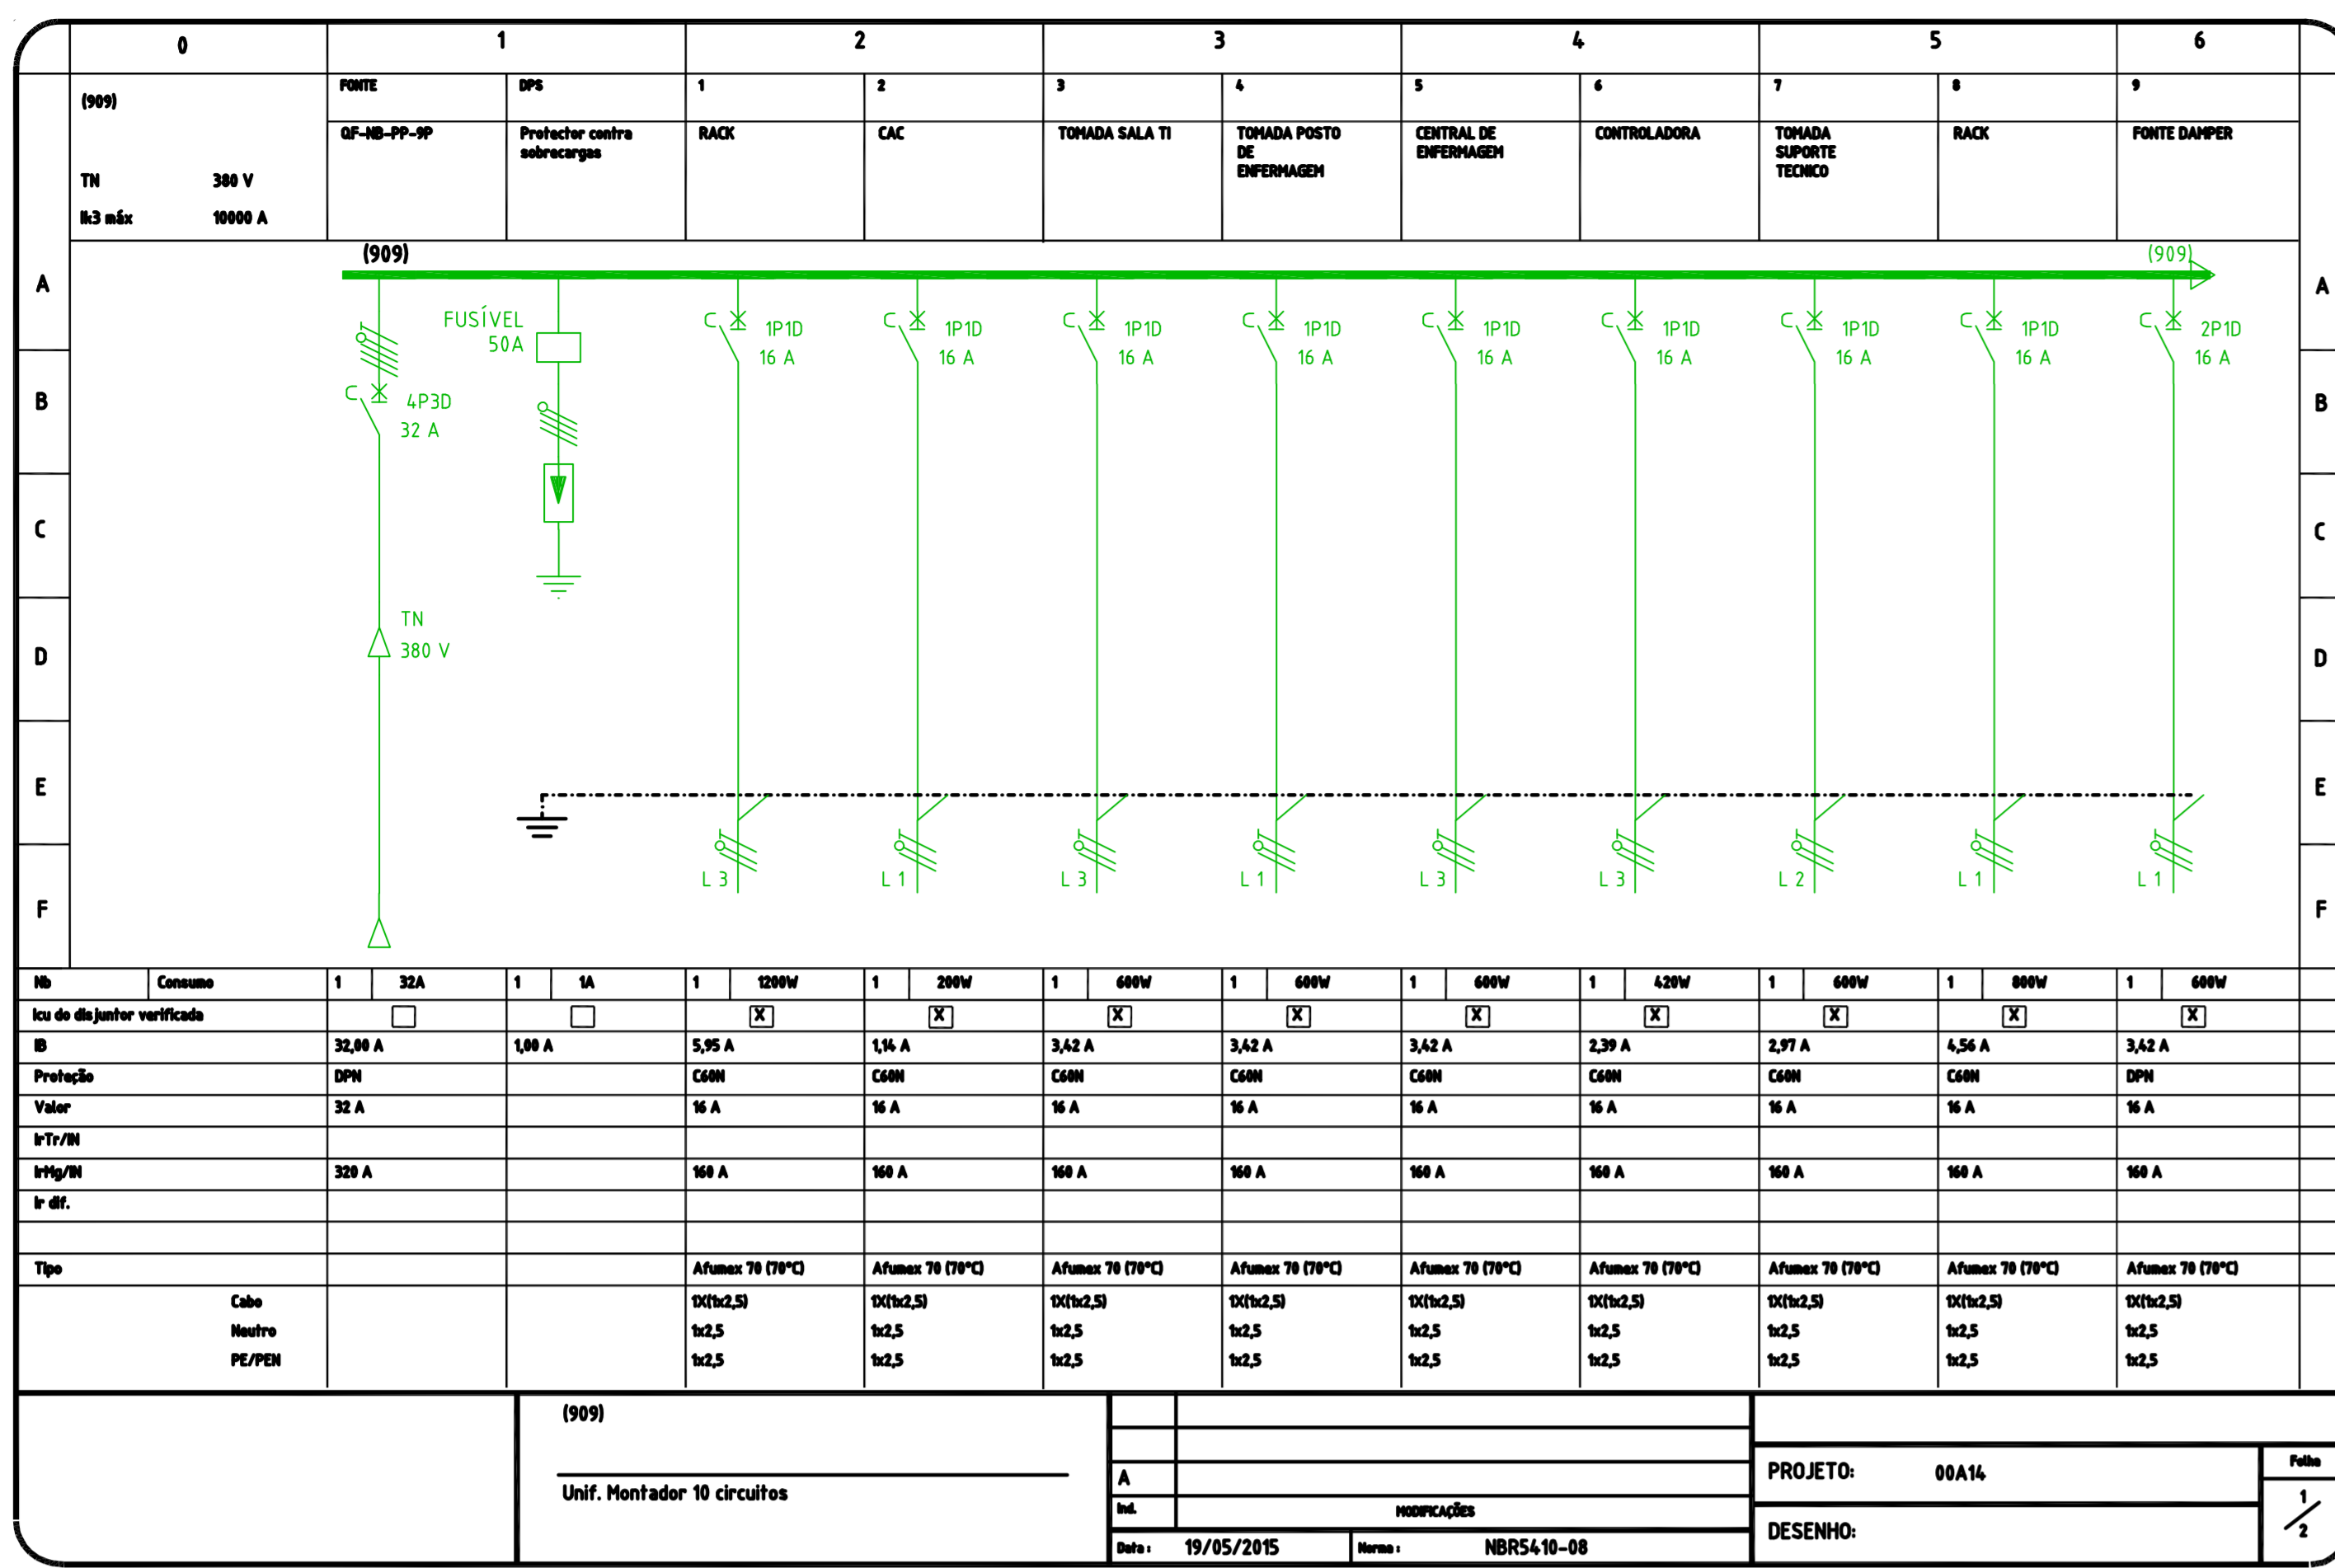 0 1 2 3 4 5 6
(909)
TN 380 V
Ik3 máx 10000 A
FONTE DPS 1 2 3 4 5 6 7 8 9
QF-NB-PP-9P
Protector contra
sobrecargas
RACK
CAC
TOMADA SALA TI
TOMADA POSTO
DE
ENFERMAGEM
CENTRAL DE
ENFERMAGEM
CONTROLADORA
TOMADA
SUPORTE
TECNICO
RACK
FONTE DAMPER
(909) (909)
A A
FUSÍVEL
50A
C 1P1D C 1P1D C 1P1D C 1P1D C 1P1D C 1P1D C 1P1D C 1P1D C 2P1D
16 A 16 A 16 A 16 A 16 A 16 A 16 A 16 A 16 A
B B
C 4P3D
32 A
C C
TN
380 V
D D
E E
L 3 L 1 L 3 L 1 L 3 L 3 L 2 L 1 L 1
F F
Nb Consumo 1 32A 1 1A 1 1200W 1 200W 1 600W 1 600W 1 600W 1 420W 1 600W 1 800W 1 600W
Icu do disjuntor verificada X X X X X X X X X
IB 32,00 A 1,00 A 5,95 A 1,14 A 3,42 A 3,42 A 3,42 A 2,39 A 2,97 A 4,56 A 3,42 A
Proteção DPN C60N C60N C60N C60N C60N C60N C60N C60N DPN
Valor 32 A 16 A 16 A 16 A 16 A 16 A 16 A 16 A 16 A 16 A
IrTr/IN
IrMg/IN 320 A 160 A 160 A 160 A 160 A 160 A 160 A 160 A 160 A 160 A
Ir dif.
Tipo Afumex 70 (70°C) Afumex 70 (70°C) Afumex 70 (70°C) Afumex 70 (70°C) Afumex 70 (70°C) Afumex 70 (70°C) Afumex 70 (70°C) Afumex 70 (70°C) Afumex 70 (70°C)
Cabo 1X(1x2,5) 1X(1x2,5) 1X(1x2,5) 1X(1x2,5) 1X(1x2,5) 1X(1x2,5) 1X(1x2,5) 1X(1x2,5) 1X(1x2,5)
Neutro 1x2,5 1x2,5 1x2,5 1x2,5 1x2,5 1x2,5 1x2,5 1x2,5 1x2,5
PE/PEN 1x2,5 1x2,5 1x2,5 1x2,5 1x2,5 1x2,5 1x2,5 1x2,5 1x2,5
(909)
Unif. Montador 10 circuitos
A
Ind. MODIFICAÇÕES
Data : 19/05/2015 Norma : NBR5410-08
PROJETO: 00A14
DESENHO:
Folha
1/2